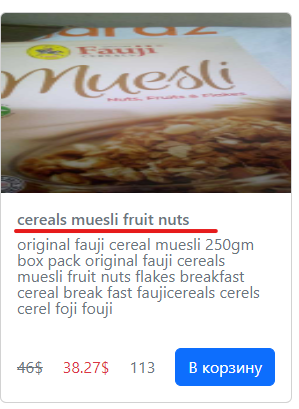 Fauji
CEREALS
Muesli
Nuts, Fruits & Flakes
cereals muesli fruit nuts
original fauji cereal muesli 250gm
box pack original fauji cereals
muesli fruit nuts flakes breakfast
cereal break fast faujicereals cerels
cerel foji fouji
46$ 38.27$ 113 В корзину